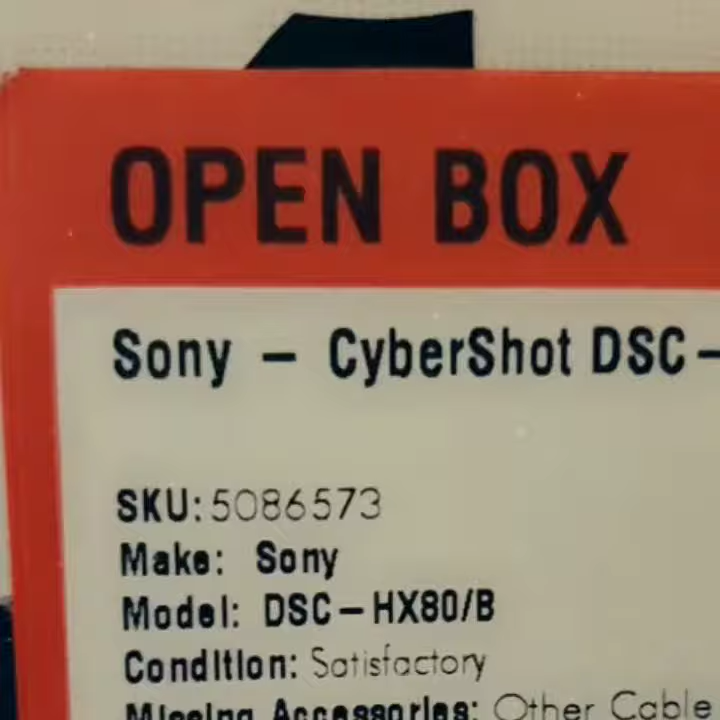 OPEN BOX
Sony - CyberShot DSC-
SKU: 5086573
Make: Sony
Model: DSC-HX80/B
Condition: Satisfactory
Missing Accessories: Other Cable